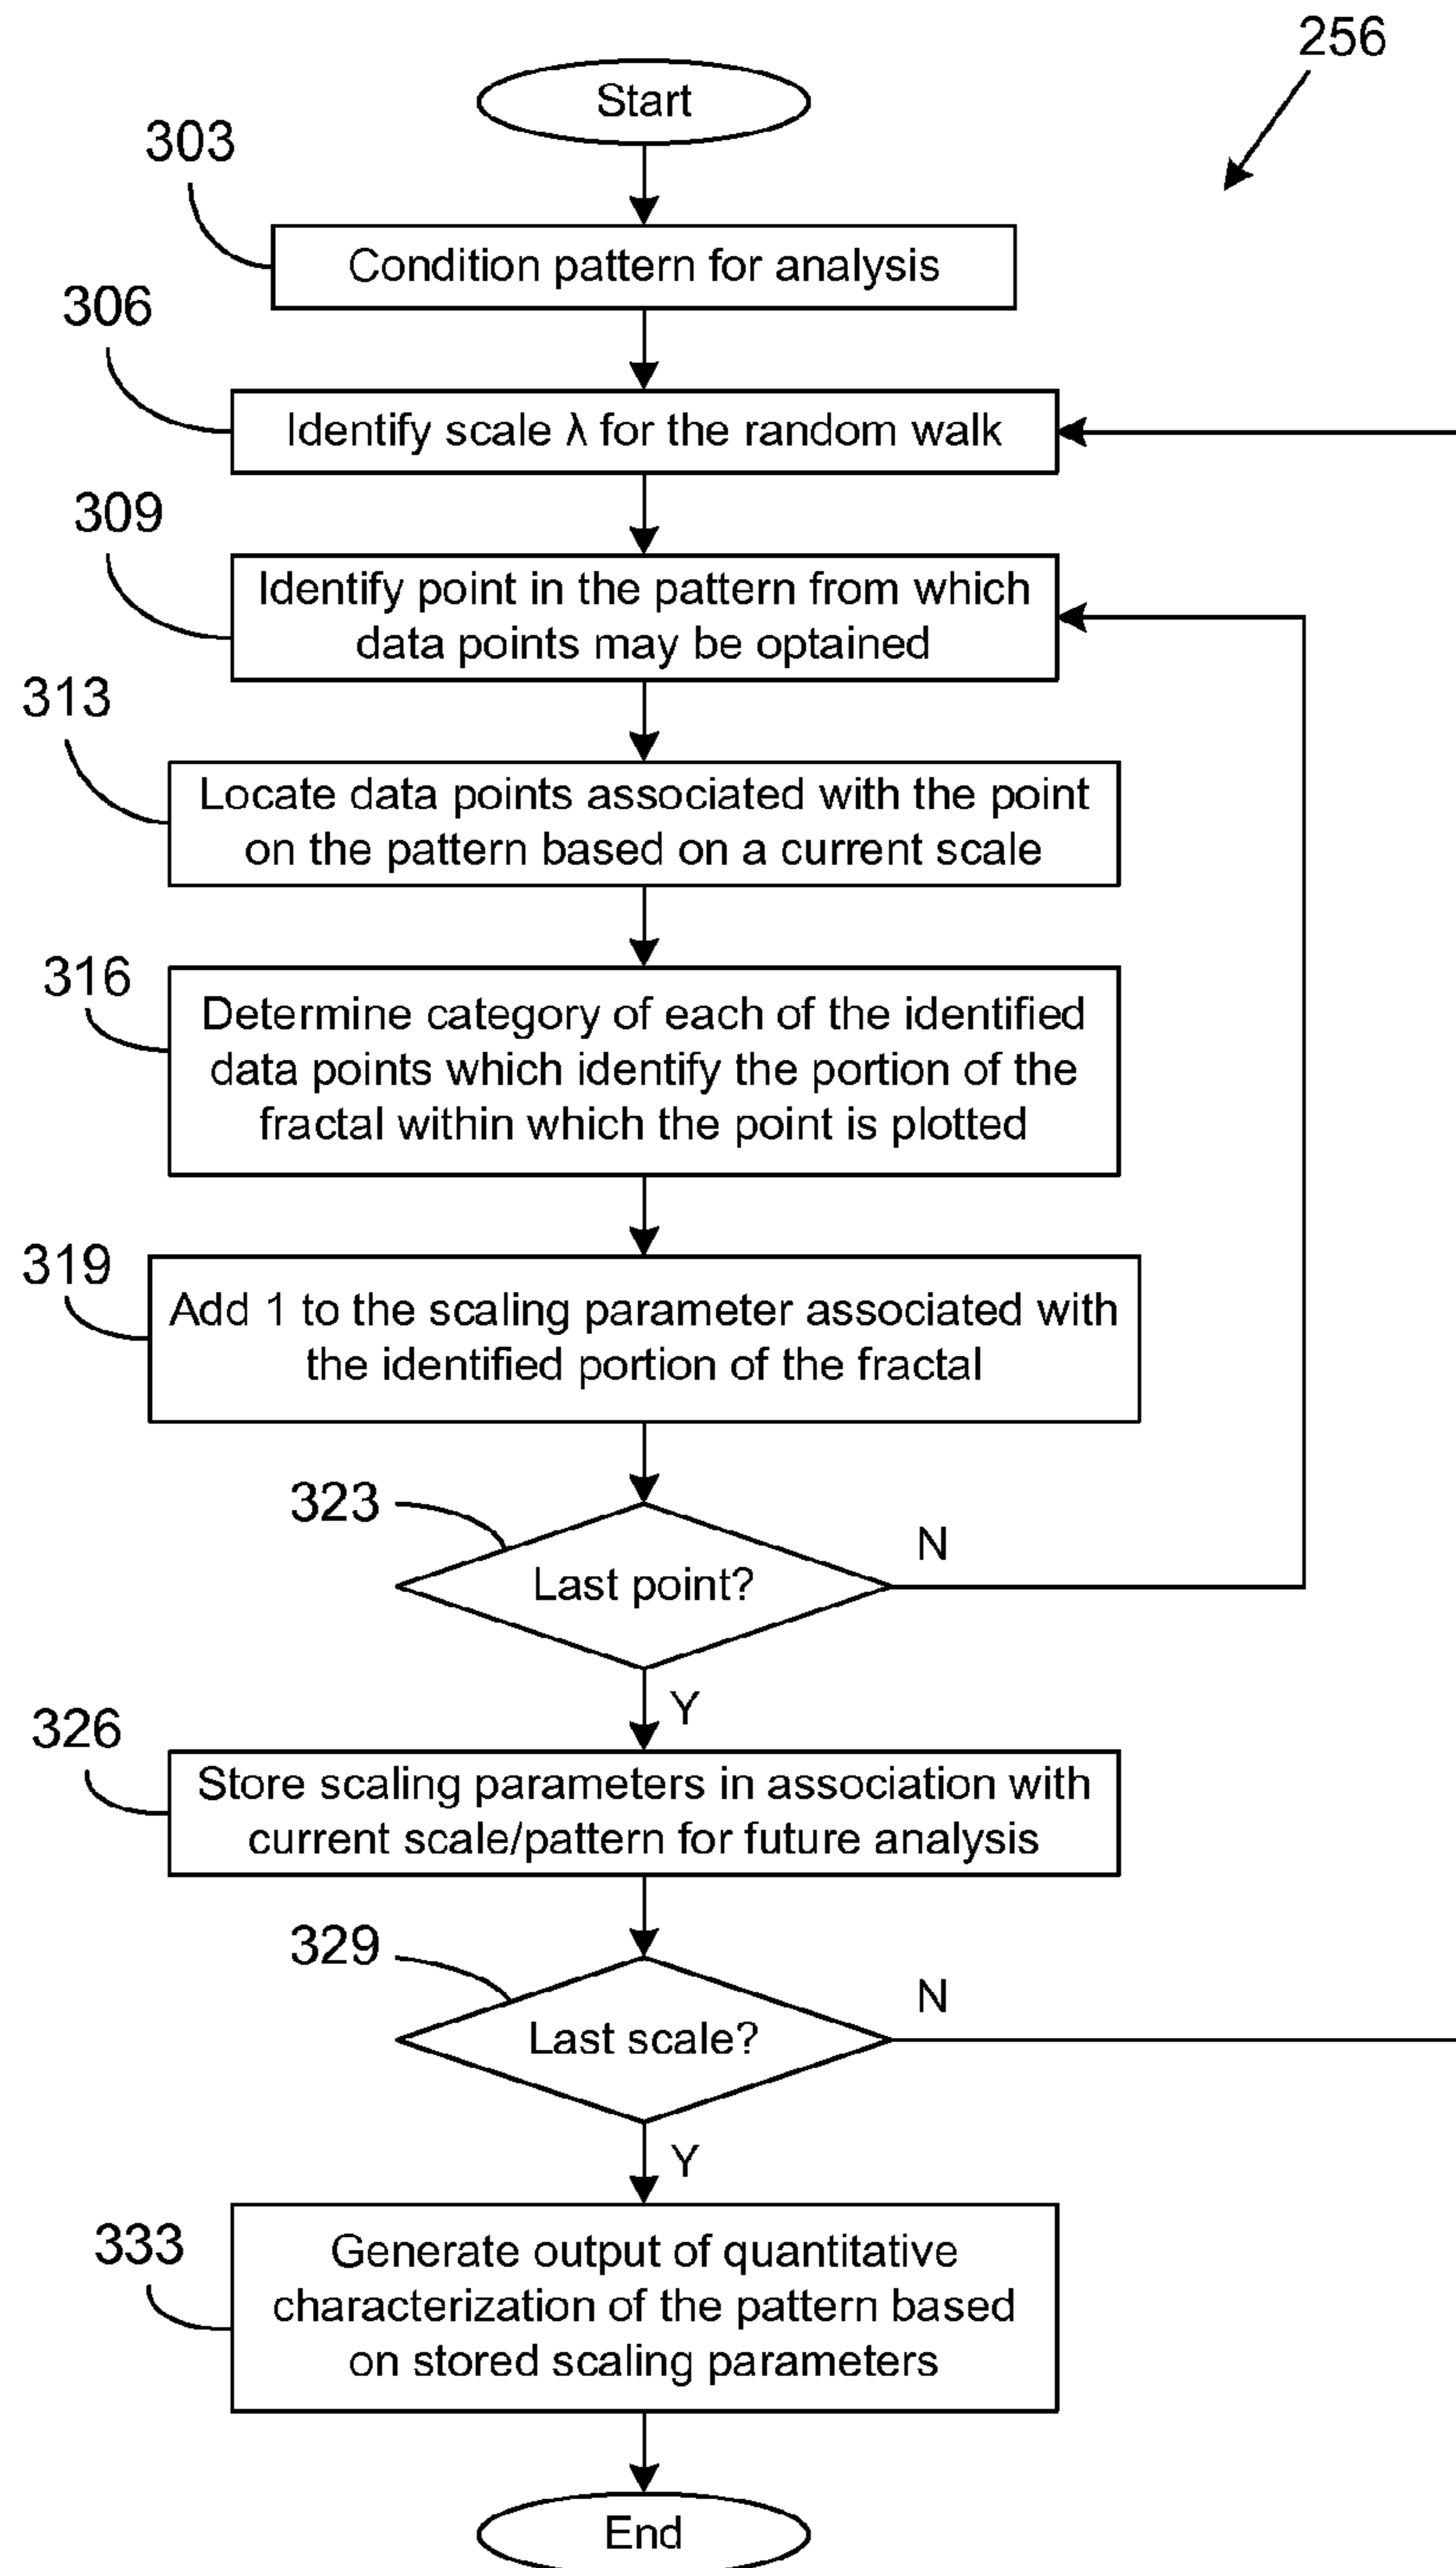 256
Start
303
Condition pattern for analysis
306
Identify scale λ for the random walk
309
Identify point in the pattern from which
data points may be optained
313
Locate data points associated with the point
on the pattern based on a current scale
316
Determine category of each of the identified
data points which identify the portion of the
fractal within which the point is plotted
319
Add 1 to the scaling parameter associated with
the identified portion of the fractal
323
Last point?
N
Y
326
Store scaling parameters in association with
current scale/pattern for future analysis
329
Last scale?
N
Y
333
Generate output of quantitative
characterization of the pattern based
on stored scaling parameters
End